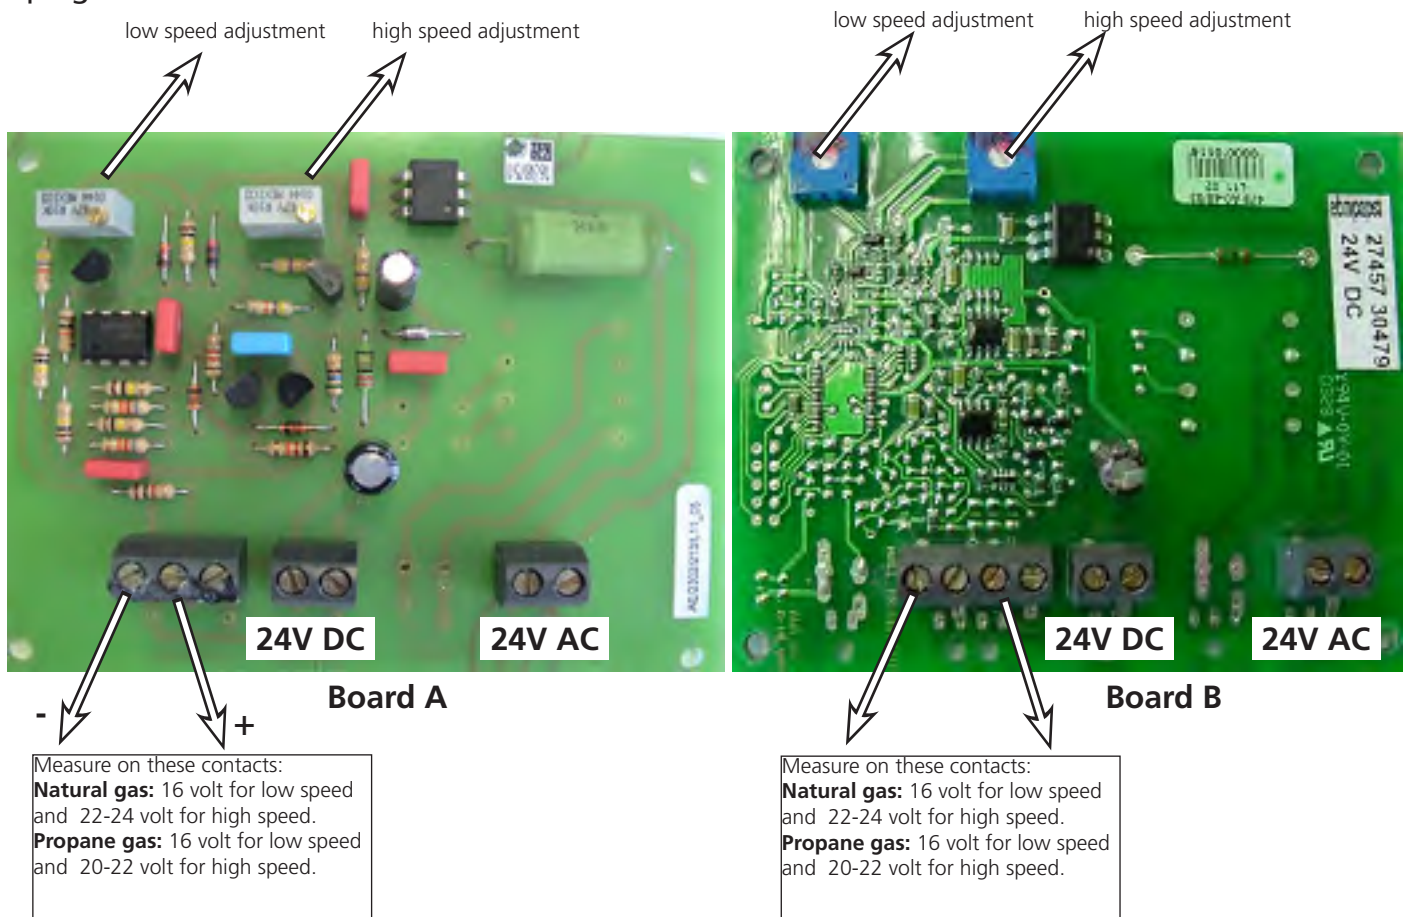 low speed adjustment
high speed adjustment
low speed adjustment
high speed adjustment
27457 30479
24V DC
24V DC
24V AC
24V DC
24V AC
Board A
Board B
-
+
Measure on these contacts:
Natural gas: 16 volt for low speed
and 22-24 volt for high speed.
Propane gas: 16 volt for low speed
and 20-22 volt for high speed.
Measure on these contacts:
Natural gas: 16 volt for low speed
and 22-24 volt for high speed.
Propane gas: 16 volt for low speed
and 20-22 volt for high speed.